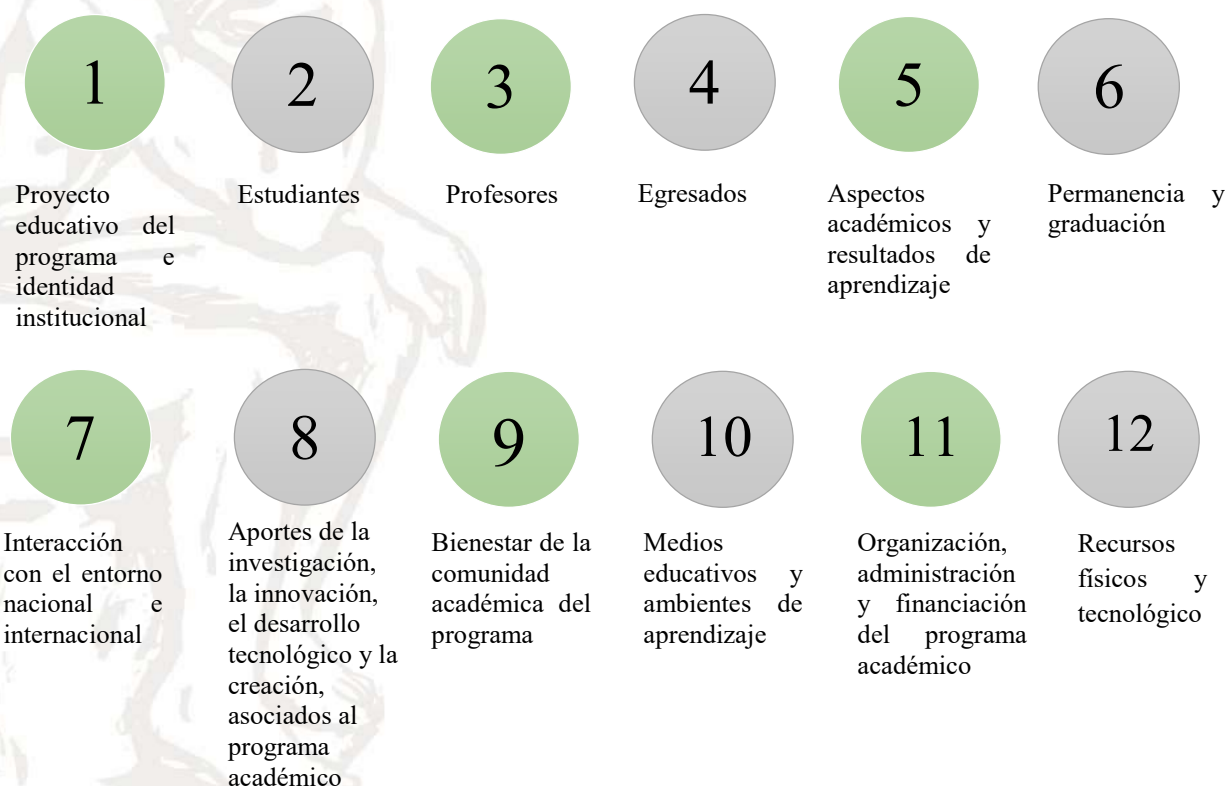 1
Proyecto
educativo del
programa e
identidad
institucional
2
Estudiantes
3
Profesores
4
Egresados
5
Aspectos
académicos y
resultados de
aprendizaje
6
Permanencia y
graduación
7
Interacción
con el entorno
nacional e
internacional
8
Aportes de la
investigación,
la innovación,
el desarrollo
tecnológico y la
creación,
asociados al
programa
académico
9
Bienestar de la
comunidad
académica del
programa
10
Medios
educativos y
ambientes de
aprendizaje
11
Organización,
administración
y financiación
del programa
académico
12
Recursos
físicos y
tecnológico